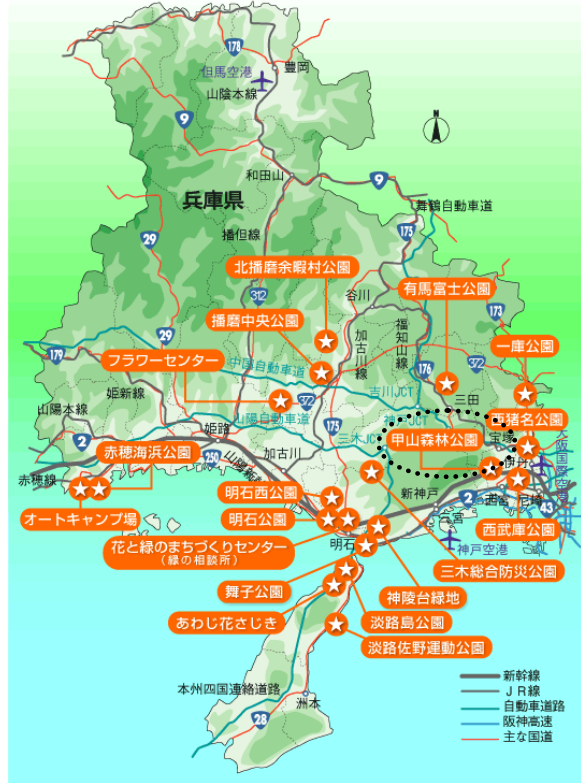 178
但馬空港
豊岡
山陰本線
9
N
和田山
9
兵庫県
舞鶴自動車道
175
播但線
29
北播磨余暇村公園
312
谷川
有馬富士公園
173
播磨中央公園
加古川線
福知山線
29
一庫公園
179
フラワーセンター
中国自動車道
372
176
姫新線
372
吉川JCT
三田
山陽本線
山陽自動車道
西猪名公園
姫路
175
神戸JCT
甲山森林公園
宝塚
2
三木JCT
赤穂海浜公園
250
加古川
伊丹
大阪国際空港
赤穂線
新神戸
2
尼崎
43
オートキャンプ場
明石西公園
明石公園
三宮
西武庫公園
花と緑のまちづくりセンター
(緑の相談所)
明石
神戸空港
三木総合防災公園
舞子公園
神陵台緑地
あわじ花さじき
淡路島公園
淡路佐野運動公園
本州四国連絡道路
洲本
28
新幹線
JR線
自動車道路
阪神高速
主な国道